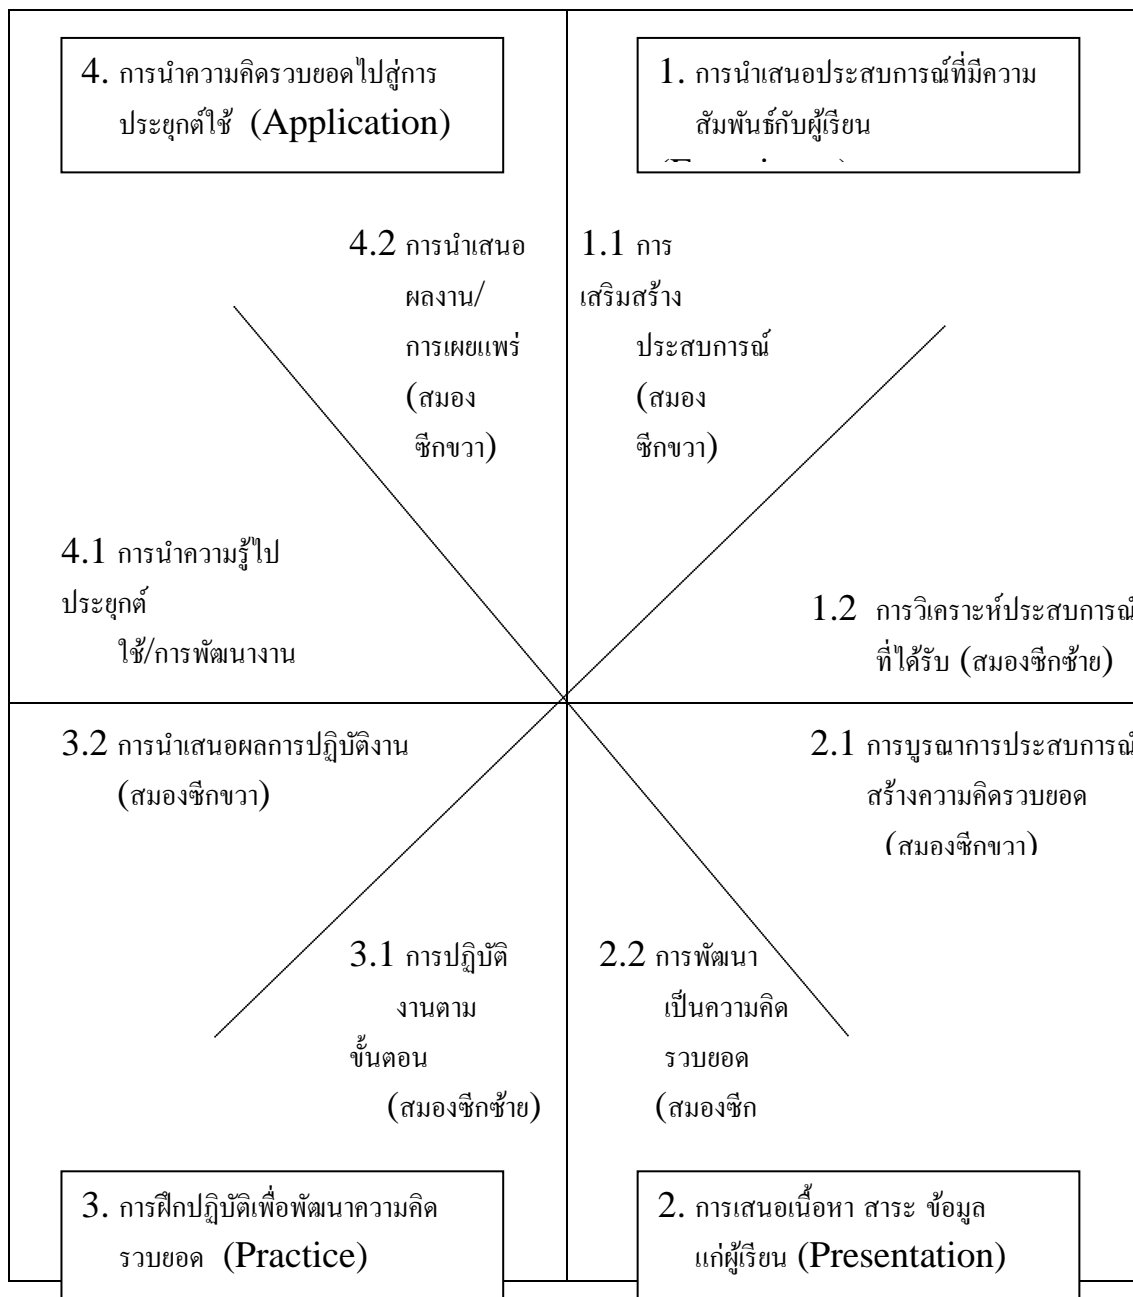 4. การนำความคิดรวบยอดไปสู่การ
ประยุกต์ใช้ (Application)
1. การนำเสนอประสบการณ์ที่มีความ
สัมพันธ์กับผู้เรียน
4.2 การนำเสนอ
ผลงาน/
การเผยแพร่
(สมอง
ซีกขวา)
1.1 การ
เสริมสร้าง
ประสบการณ์
(สมอง
ซีกขวา)
4.1 การนำความรู้ไป
ประยุกต์
ใช้/การพัฒนางาน
1.2 การวิเคราะห์ประสบการณ์
ที่ได้รับ (สมองซีกซ้าย)
3.2 การนำเสนอผลการปฏิบัติงาน
(สมองซีกขวา)
2.1 การบูรณาการประสบการณ์
สร้างความคิดรวบยอด
(สมองซีกขวา)
3.1 การปฏิบัติ
งานตาม
ขั้นตอน
(สมองซีกซ้าย)
2.2 การพัฒนา
เป็นความคิด
รวบยอด
(สมองซีก
3. การฝึกปฏิบัติเพื่อพัฒนาความคิด
รวบยอด (Practice)
2. การเสนอเนื้อหา สาระ ข้อมูล
แก่ผู้เรียน (Presentation)